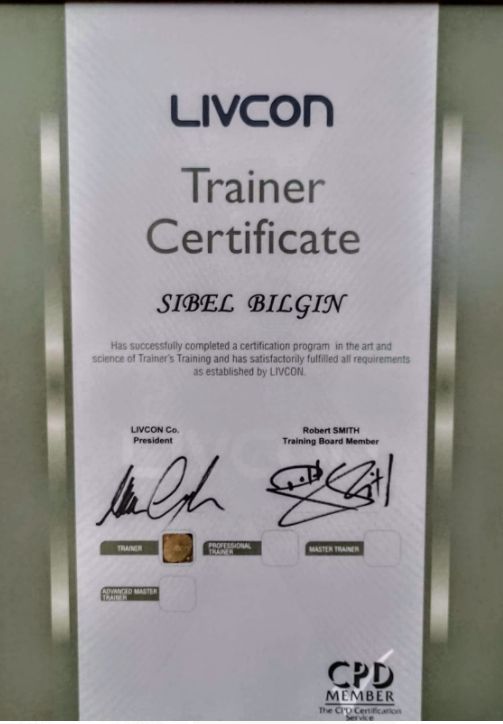 LIVCON
Trainer
Certificate
SIBEL BILGIN
Has successfully completed a certification program in the art and
science of Trainer's Training and has satisfactorily fulfilled all requirements
as established by LIVCON.
LIVCON Co.
President
Robert SMITH
Training Board Member
TRAINER
PROFESSIONAL
TRAINER
MASTER TRAINER
ADVANCED MASTER
TRAINER
CPD
MEMBER
The CPD Certification
Service